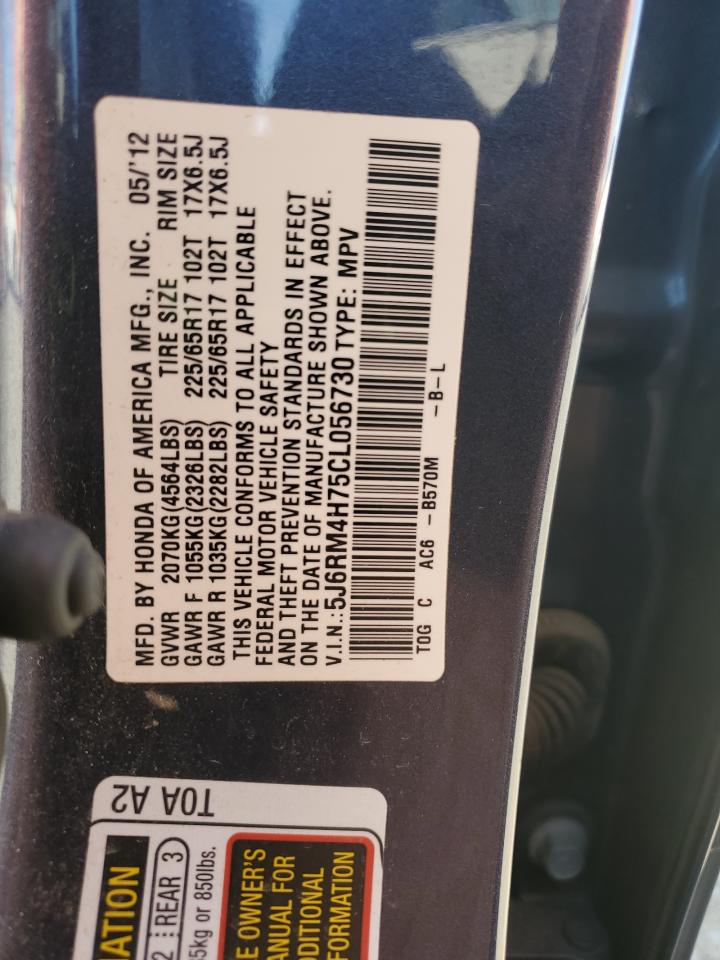 MFD. BY HONDA OF AMERICA MFG., INC. 05/'12
GVWR 2070KG(4564LBS) TIRE SIZE RIM SIZE
GAWR F 1055KG(2326LBS) 225/65R17 102T 17X6.5J
GAWR R 1035KG(2282LBS) 225/65R17 102T 17X6.5J
THIS VEHICLE CONFORMS TO ALL APPLICABLE
FEDERAL MOTOR VEHICLE SAFETY
AND THEFT PREVENTION STANDARDS IN EFFECT
ON THE DATE OF MANUFACTURE SHOWN ABOVE.
V.I.N.:5J6RM4H75CL056730 TYPE: MPV
TOG C AC6 -B570M -B-L
T0A A2
ATION
2 REAR 3
5kg or 850lbs.
E OWNER'S
ANUAL FOR
DDITIONAL
FORMATION